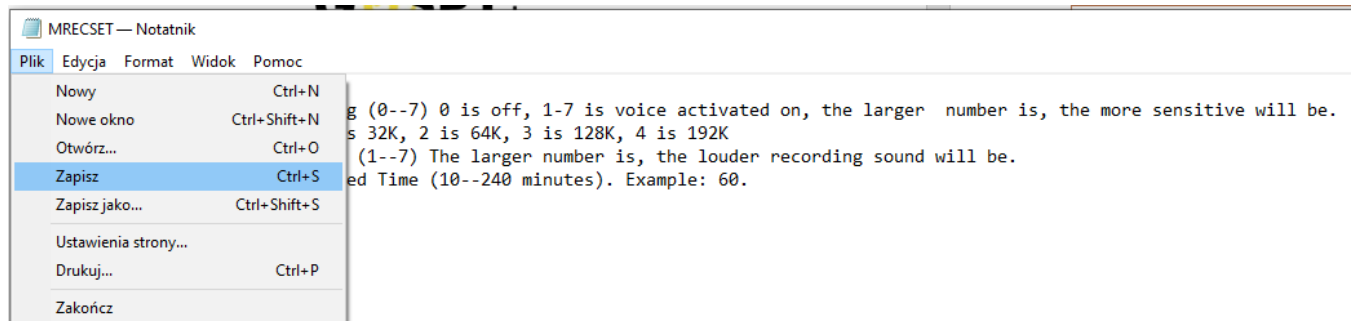 MRECSET — Notatnik
Plik Edycja Format Widok Pomoc
Nowy Ctrl+N
Nowe okno Ctrl+Shift+N
Otwórz... Ctrl+O
Zapisz Ctrl+S
Zapisz jako... Ctrl+Shift+S
Ustawienia strony...
Drukuj... Ctrl+P
Zakończ
g (0--7) 0 is off, 1-7 is voice activated on, the larger  number is, the more sensitive will be.
s 32K, 2 is 64K, 3 is 128K, 4 is 192K
(1--7) The larger number is, the louder recording sound will be.
ed Time (10--240 minutes). Example: 60.